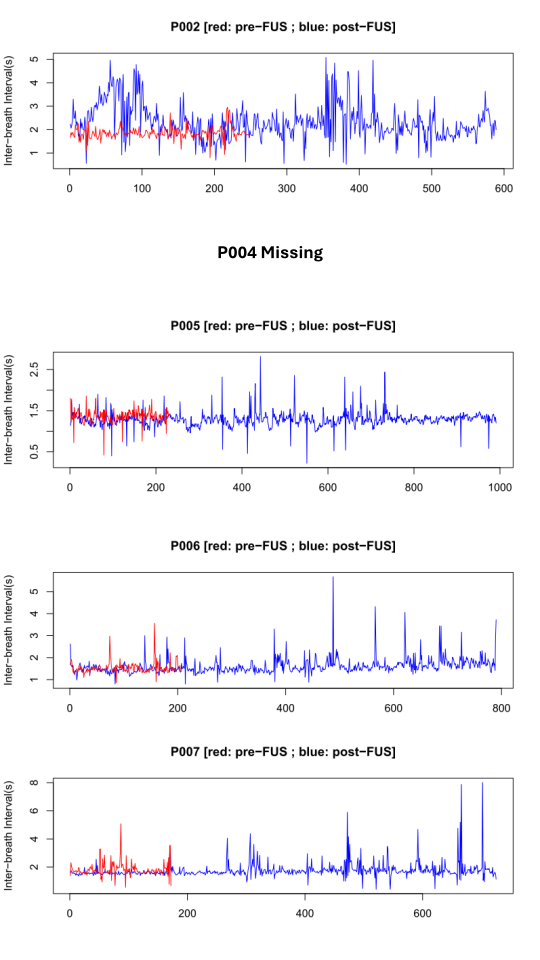 P002 [red: pre−FUS ; blue: post−FUS]
Inter−breath Interval(s)
5
4
3
2
1
0 100 200 300 400 500 600
P004 Missing
P005 [red: pre−FUS ; blue: post−FUS]
Inter−breath Interval(s)
2.5
1.5
0.5
0 200 400 600 800 1000
P006 [red: pre−FUS ; blue: post−FUS]
Inter−breath Interval(s)
5
4
3
2
1
0 200 400 600 800
P007 [red: pre−FUS ; blue: post−FUS]
Inter−breath Interval(s)
8
6
4
2
0 200 400 600